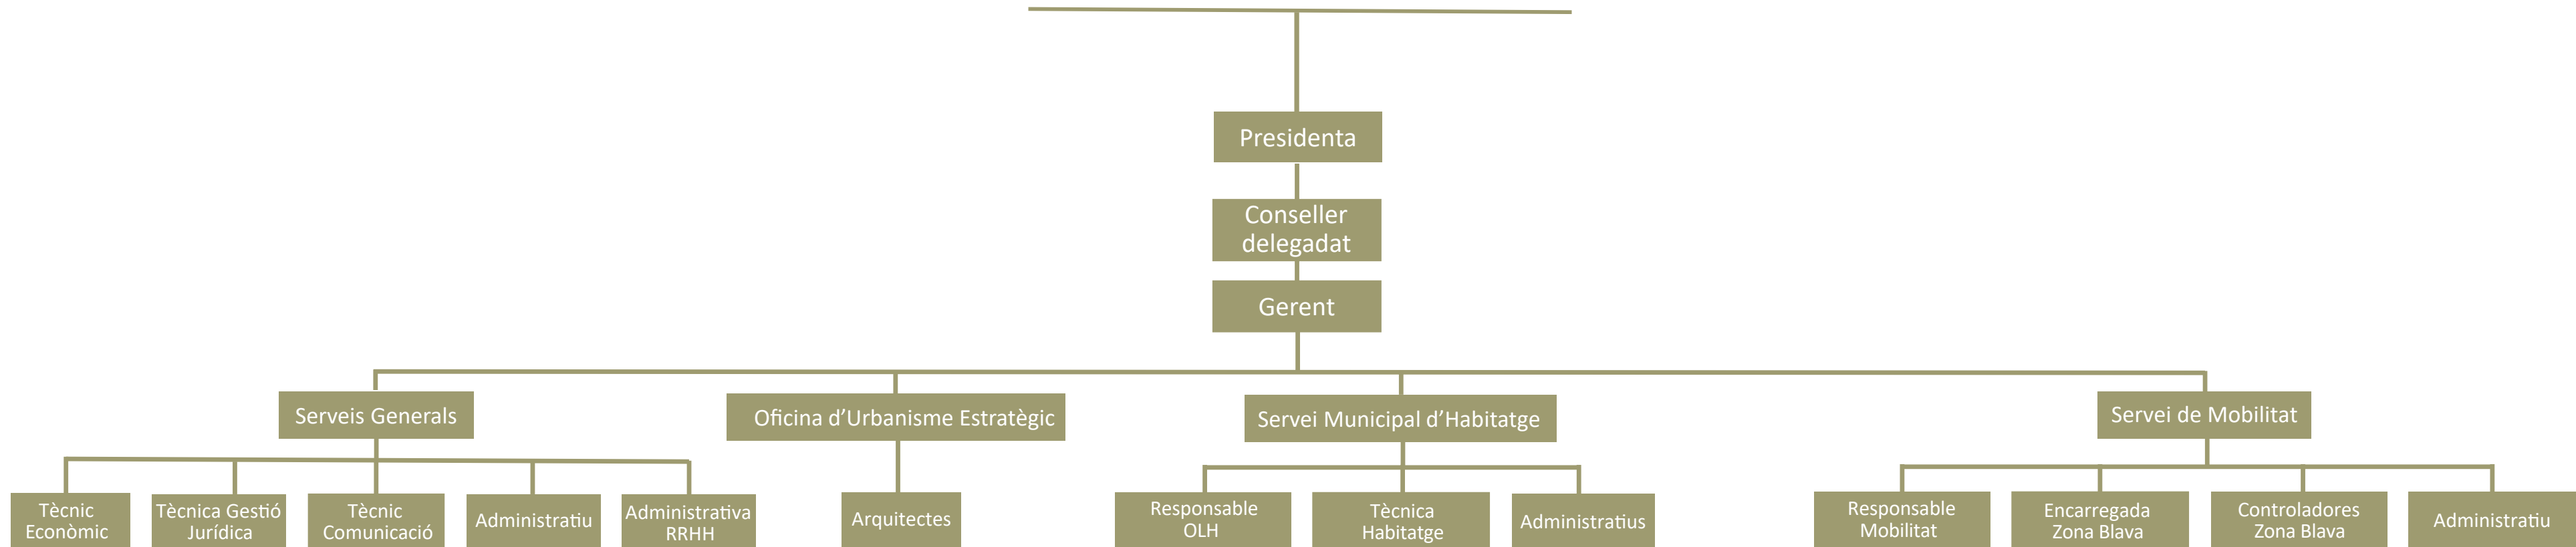 Presidenta
Conseller
delegadat
Gerent
Serveis Generals
Oficina d’Urbanisme Estratègic
Servei Municipal d’Habitatge
Servei de Mobilitat
Tècnic
Econòmic
Tècnica Gestió
Jurídica
Tècnic
Comunicació
Administratiu
Administrativa
RRHH
Arquitectes
Responsable
OLH
Tècnica
Habitatge
Administratius
Responsable
Mobilitat
Encarregada
Zona Blava
Controladores
Zona Blava
Administratiu